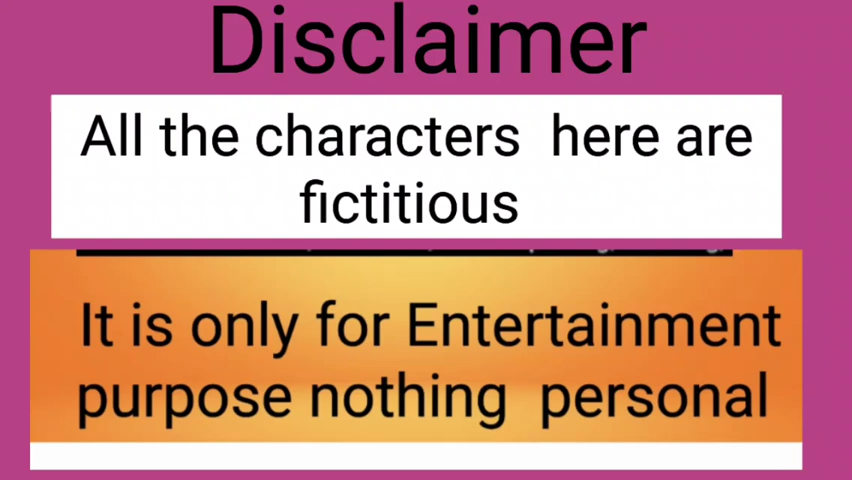 Disclaimer
All the characters here are
fictitious
It is only for Entertainment
purpose nothing personal